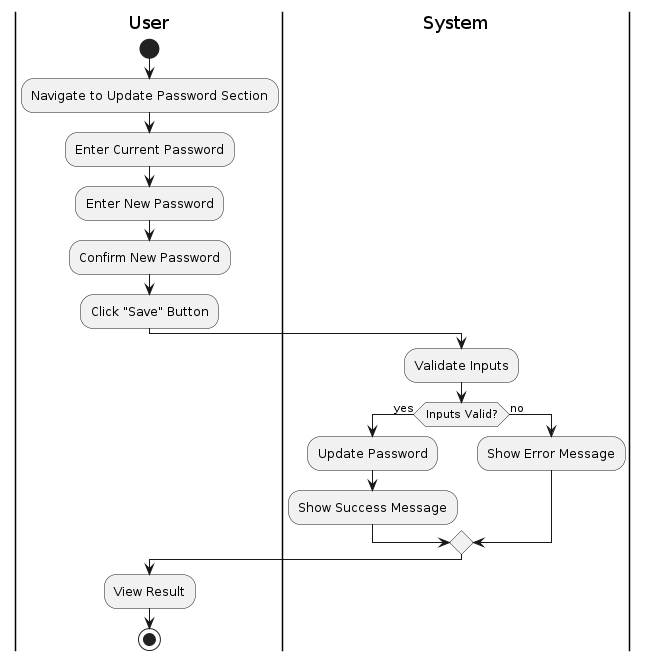 User
System
Navigate to Update Password Section
Enter Current Password
Enter New Password
Confirm New Password
Click "Save" Button
Validate Inputs
yes
Inputs Valid?
no
Update Password
Show Error Message
Show Success Message
View Result